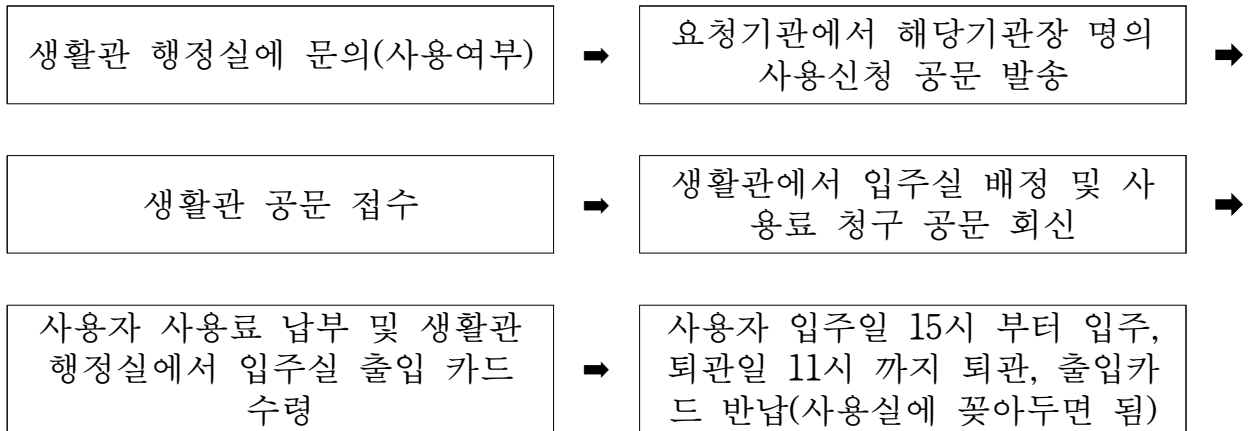 생활관 행정실에 문의(사용여부) ➡
요청기관에서 해당기관장 명의
사용신청 공문 발송 ➡
생활관 공문 접수 ➡
생활관에서 입주실 배정 및 사
용료 청구 공문 회신 ➡
사용자 사용료 납부 및 생활관
행정실에서 입주실 출입 카드
수령 ➡
사용자 입주일 15시 부터 입주,
퇴관일 11시 까지 퇴관, 출입카
드 반납(사용실에 꽂아두면 됨)